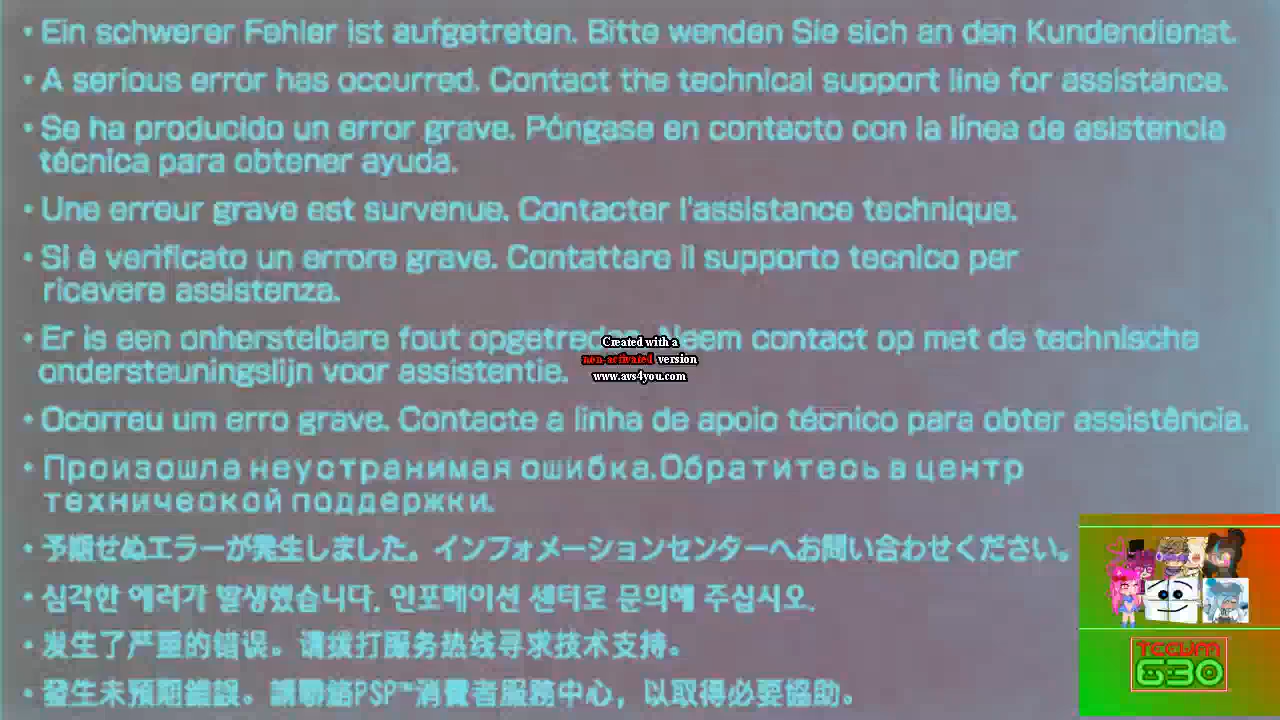 • Ein schwerer Fehler ist aufgetreten. Bitte wenden Sie sich an den Kundendienst.
• A serious error has occurred. Contact the technical support line for assistance.
• Se ha producido un error grave. Póngase en contacto con la línea de asistencia
técnica para obtener ayuda.
• Une erreur grave est survenue. Contacter l'assistance technique.
• Si è verificato un errore grave. Contattare il supporto tecnico per
ricevere assistenza.
• Er is een onherstelbare fout opgetreden. Neem contact op met de technische
Created with a
non-activated version
www.avs4you.com
ondersteuningslijn voor assistentie.
• Ocorreu um erro grave. Contacte a linha de apoio técnico para obter assistência.
• Произошла неустранимая ошибка.Обратитесь в центр
технической поддержки.
• 予期せぬエラーが発生しました。インフォメーションセンターへお問い合わせください。
• 심각한 에러가 발생했습니다. 인포메이션 센터로 문의해 주십시오.
• 发生了严重的错误。请拨打服务热线寻求技术支持。
• 發生未預期錯誤。請聯絡PSP™消費者服務中心，以取得必要協助。
630